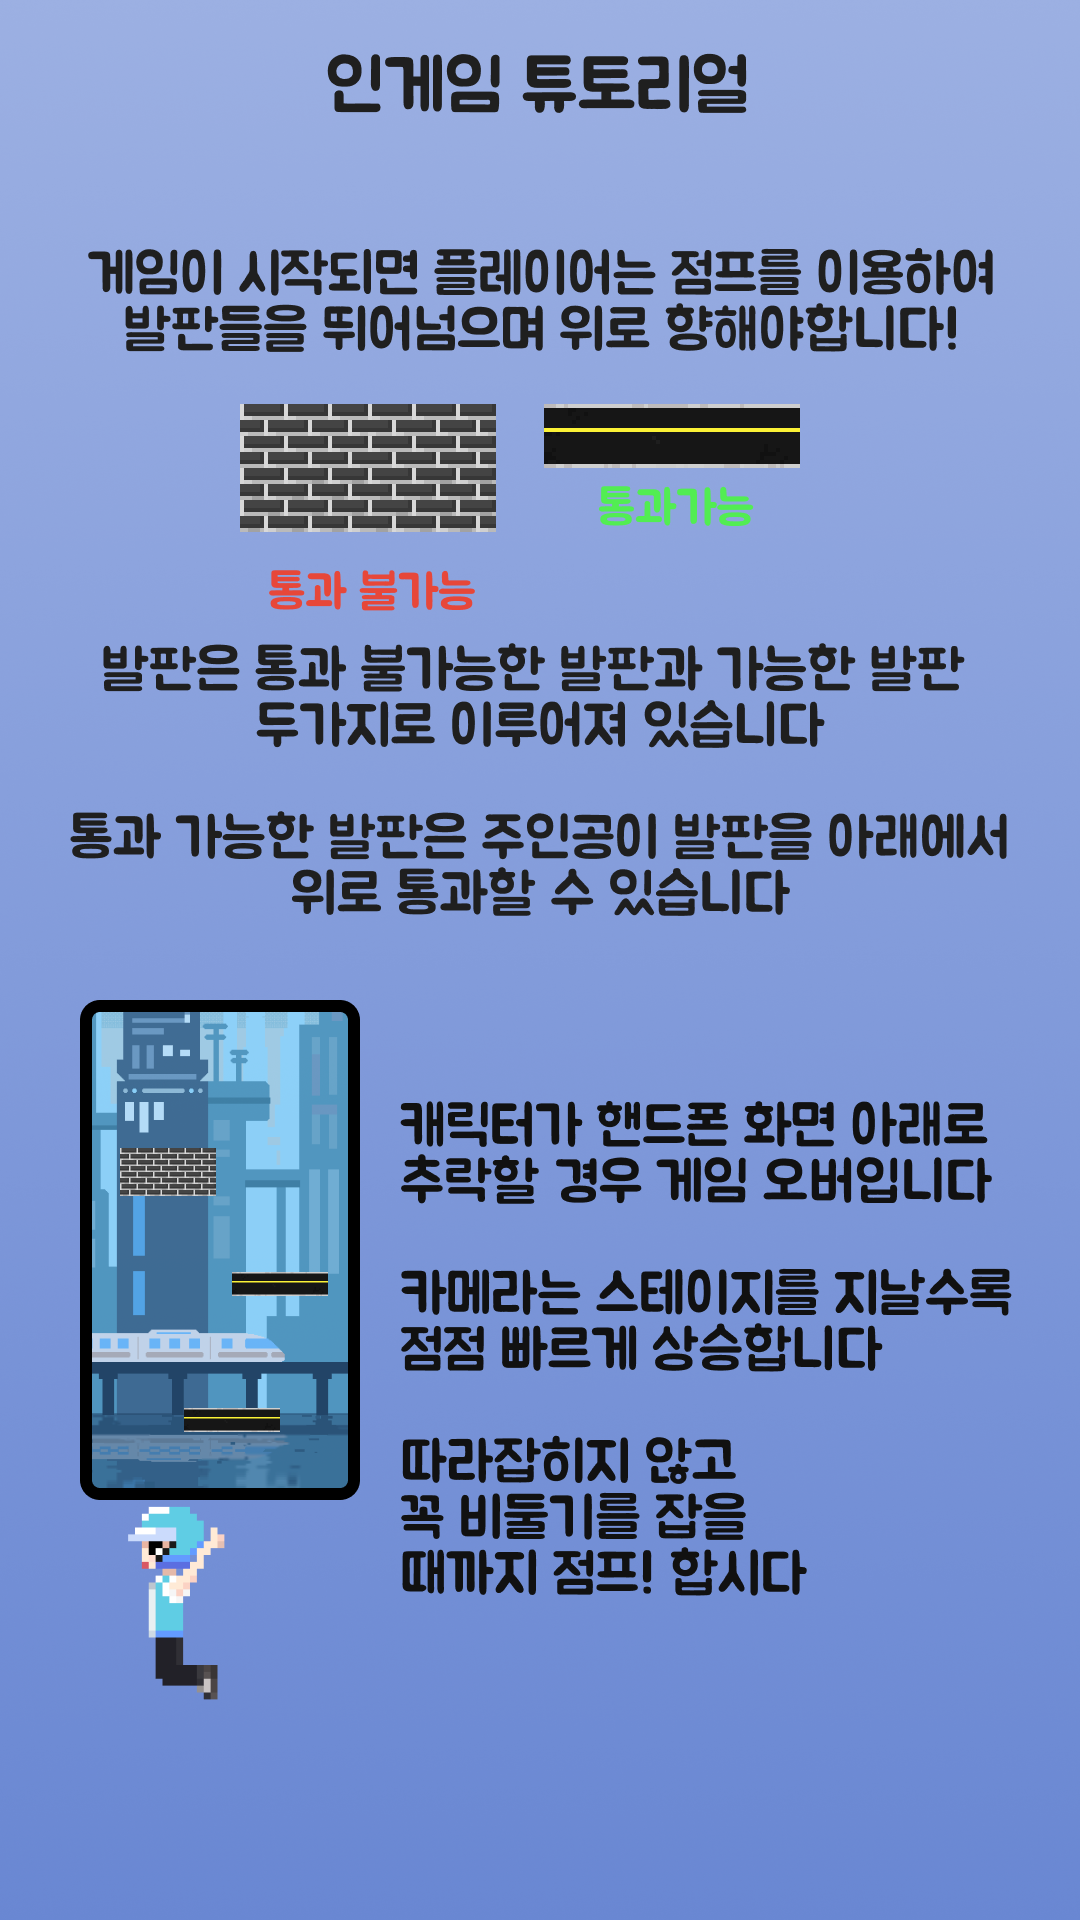 인게임 튜토리얼
게임이 시작되면 플레이어는 점프를 이용하여
발판들을 뛰어넘으며 위로 향해야합니다!
통과가능
통과 불가능
발판은 통과 불가능한 발판과 가능한 발판
두가지로 이루어져 있습니다
통과 가능한 발판은 주인공이 발판을 아래에서
위로 통과할 수 있습니다
캐릭터가 핸드폰 화면 아래로
추락할 경우 게임 오버입니다
카메라는 스테이지를 지날수록
점점 빠르게 상승합니다
따라잡히지 않고
꼭 비둘기를 잡을
때까지 점프! 합시다